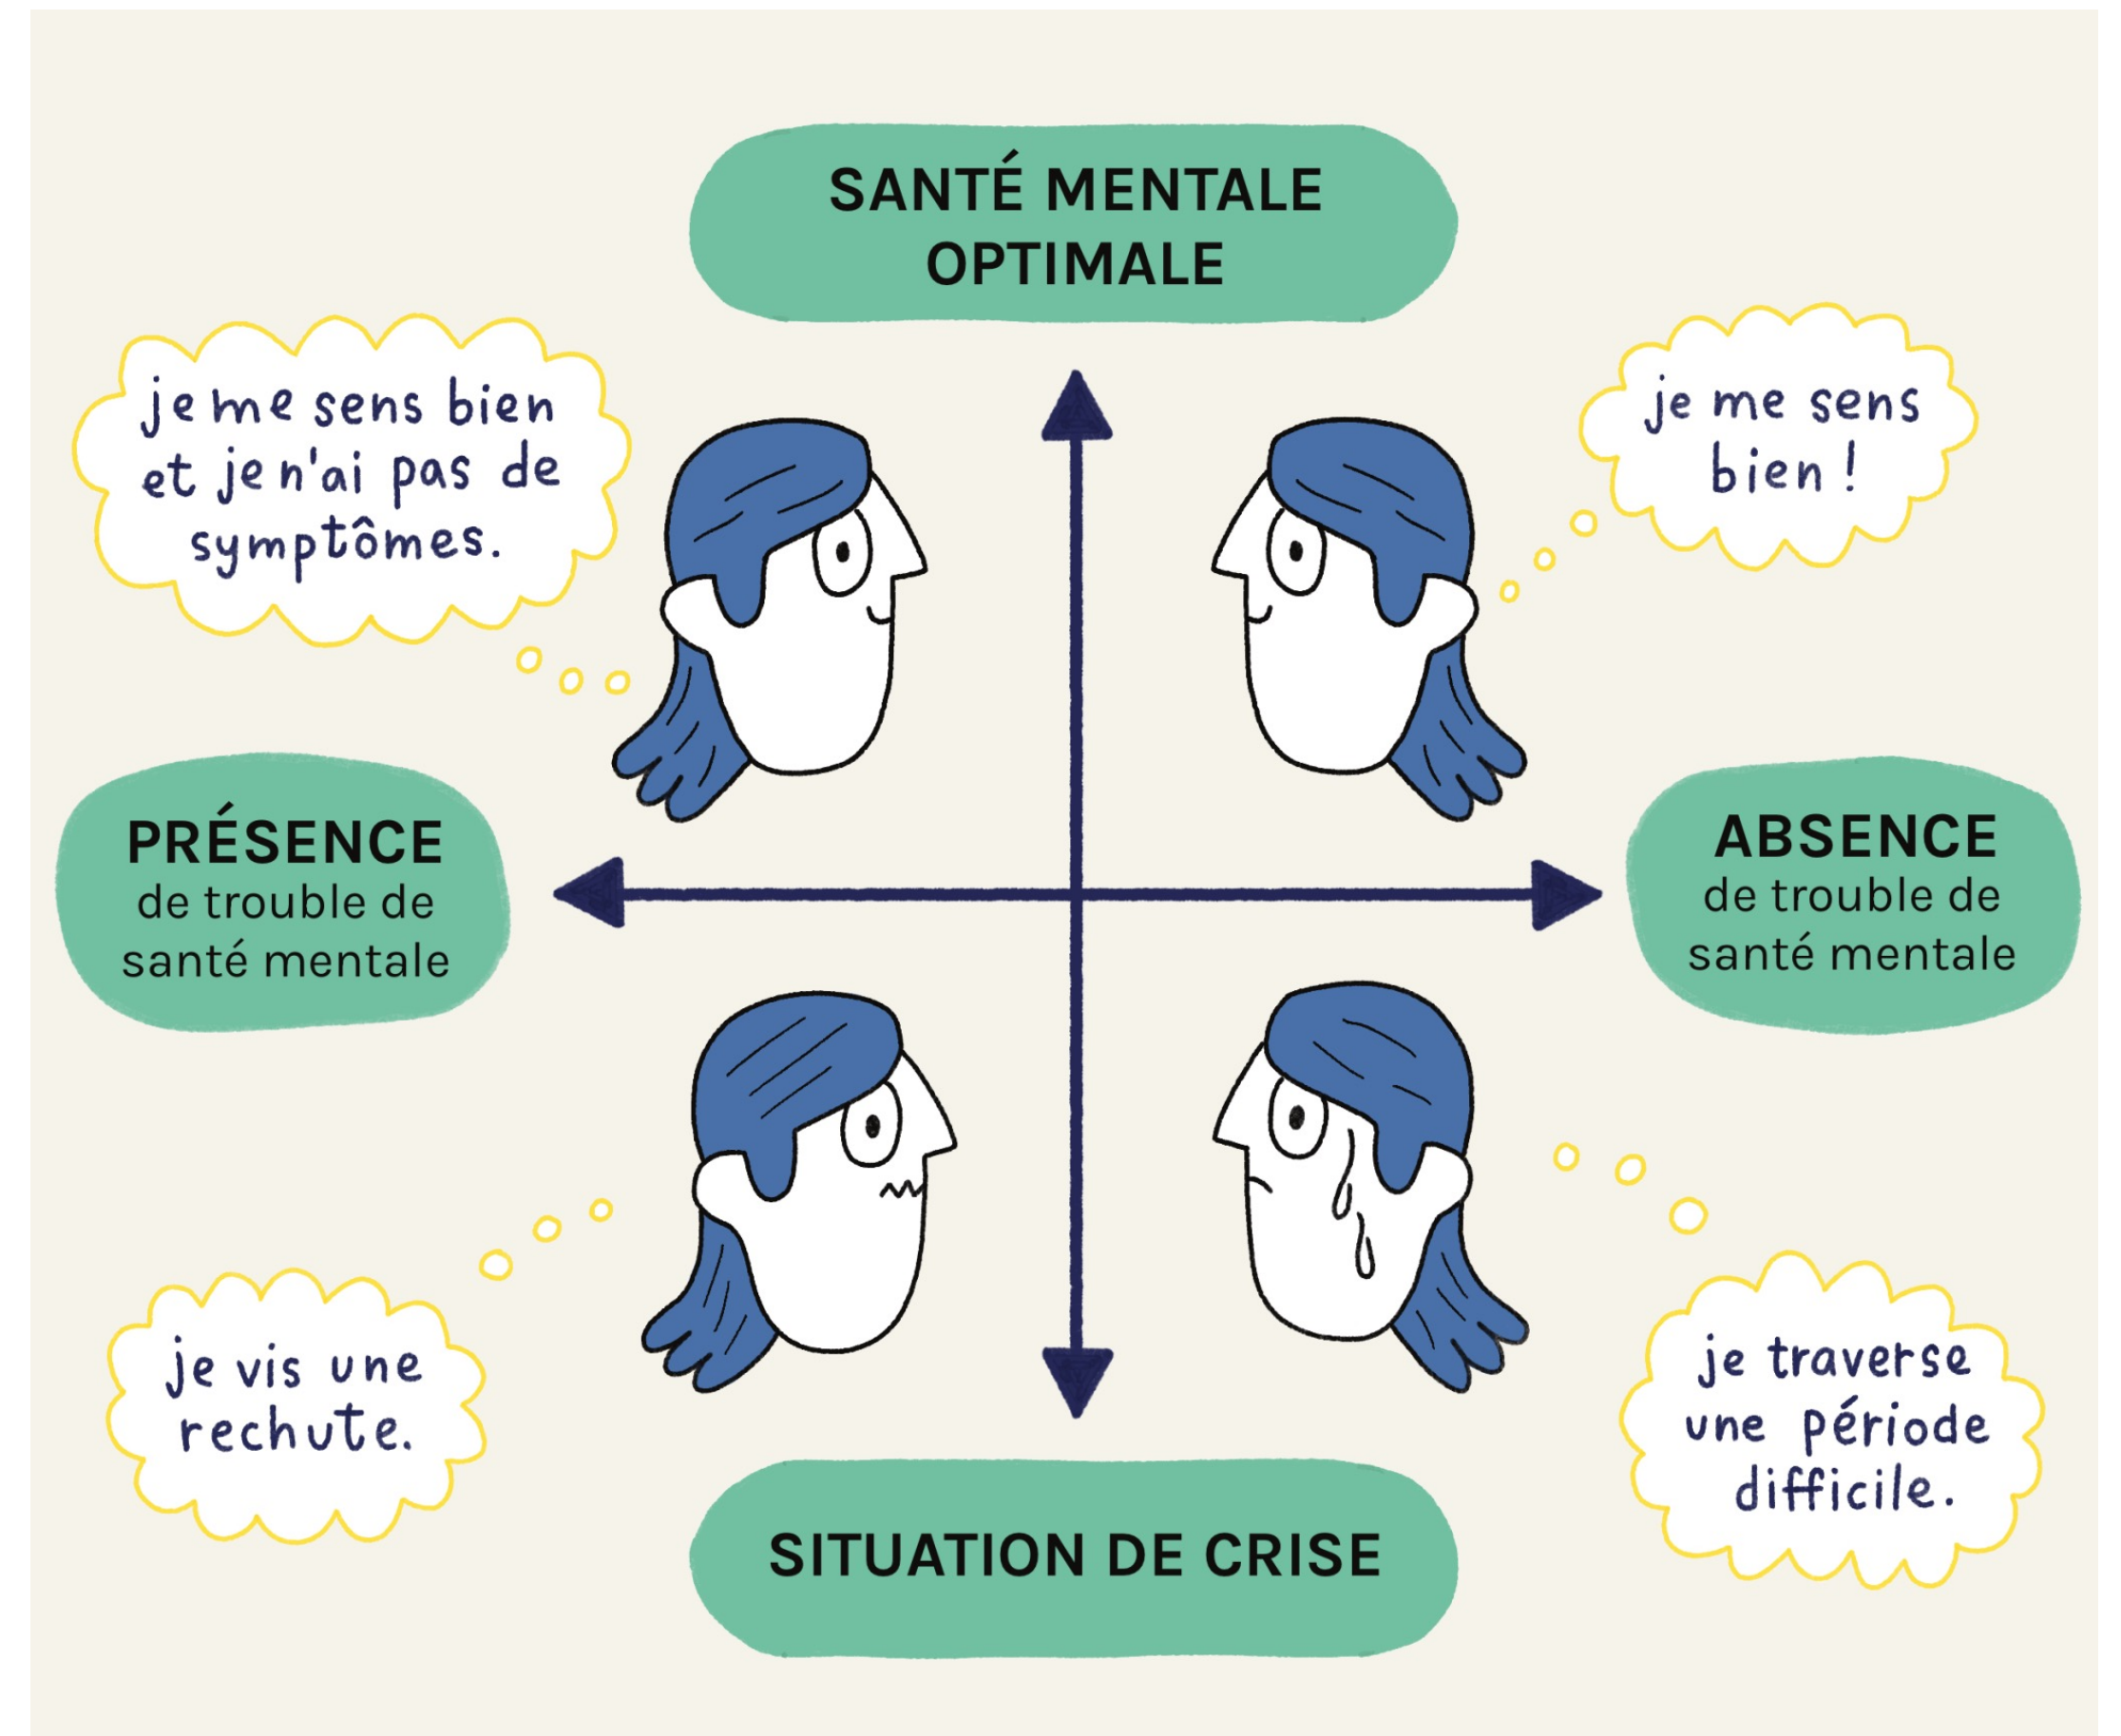 SANTÉ MENTALE
OPTIMALE
je me sens bien
et je n'ai pas de
symptômes.
je me sens
bien !
PRÉSENCE
de trouble de
santé mentale
ABSENCE
de trouble de
santé mentale
je vis une
rechute.
je traverse
une période
difficile.
SITUATION DE CRISE